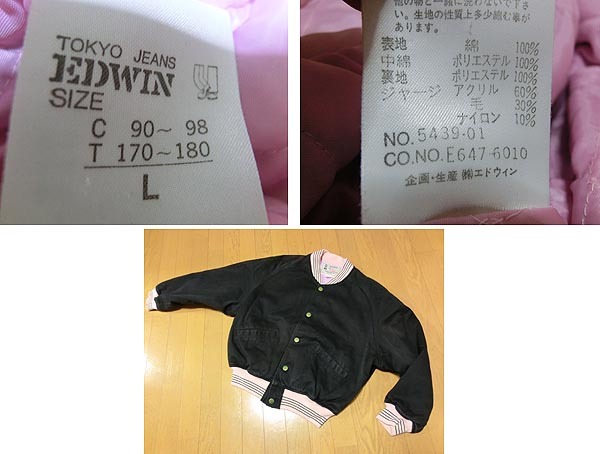 TOKYO JEANS
EDWIN
SIZE
C 90～ 98
T 170～180
L
い。生地の性質上多少縮む事が
あります。
表地 綿 100%
中綿 ポリエステル 100%
裏地 ポリエステル 100%
ジャージ アクリル 60%
毛 30%
ナイロン 10%
NO. 5439-01
CO.NO.E647-6010
企画・生産 ㈱エドウイン